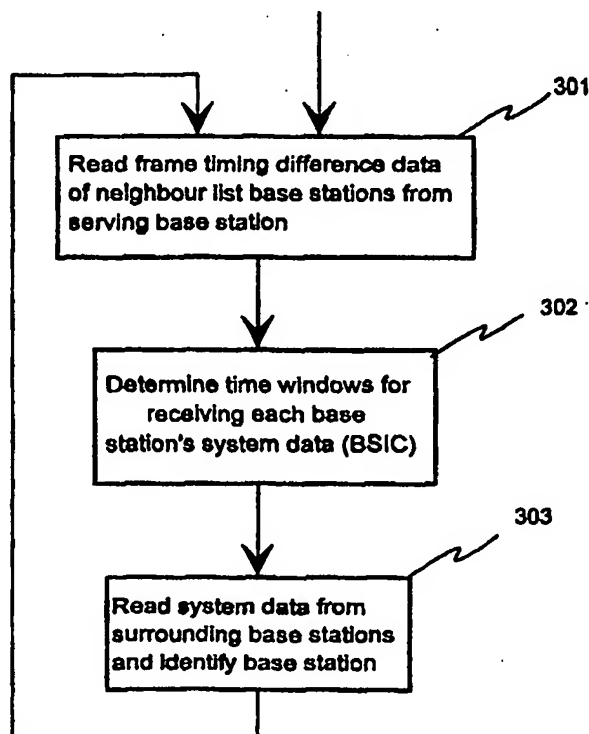 301
Read frame timing difference data
of neighbour list base stations from
serving base station
302
Determine time windows for
receiving each base
station's system data (BSIC)
303
Read system data from
surrounding base stations
and identify base station